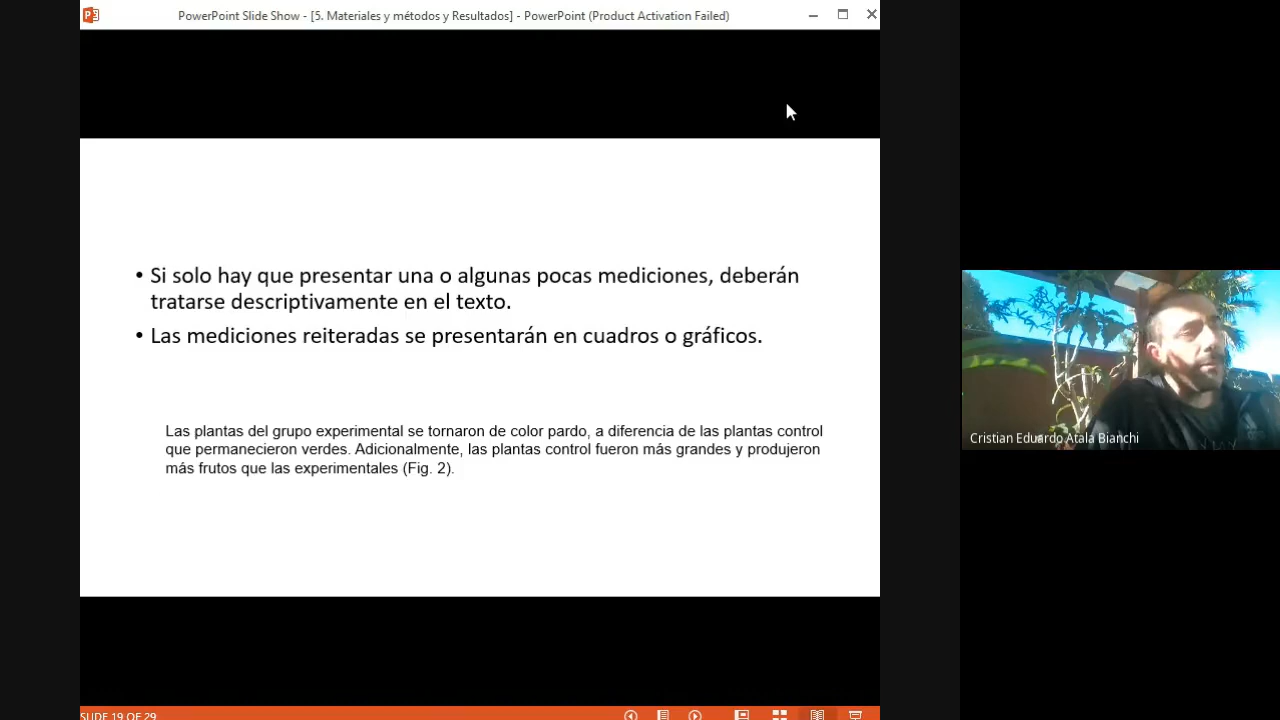 PowerPoint Slide Show - [5. Materiales y métodos y Resultados] - PowerPoint (Product Activation Failed)
• Si solo hay que presentar una o algunas pocas mediciones, deberán
tratarse descriptivamente en el texto.
• Las mediciones reiteradas se presentarán en cuadros o gráficos.
Las plantas del grupo experimental se tornaron de color pardo, a diferencia de las plantas control
que permanecieron verdes. Adicionalmente, las plantas control fueron más grandes y produjeron
más frutos que las experimentales (Fig. 2).
Cristian Eduardo Atala Bianchi
SLIDE 19 OF 29